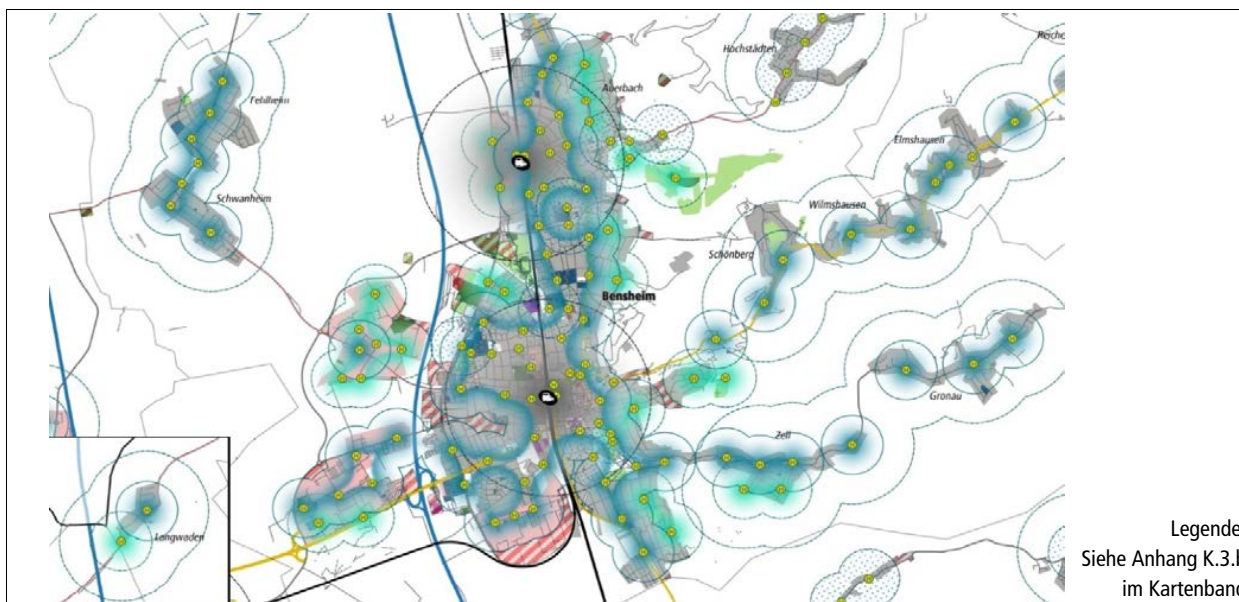 Hochstädten
Auerbach
Fehlheim
Elmshausen
Schwanheim
Wilmshausen
Schönberg
Bensheim
Gronau
Zell
Langwaden
Legende
Siehe Anhang K.3.b
im Kartenband